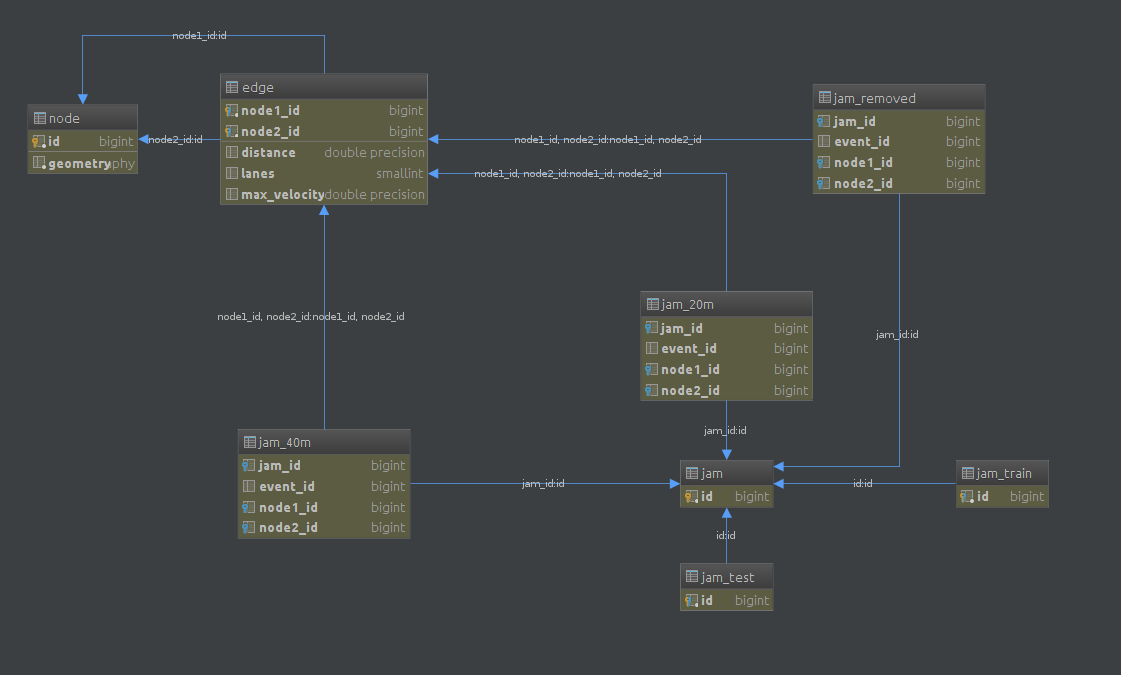 node1_id:id
edge
node1_id bigint
node2_id bigint
distance double precision
lanes smallint
max_velocity double precision
node
id bigint
geometry phy
node2_id:id
jam_removed
jam_id bigint
event_id bigint
node1_id bigint
node2_id bigint
node1_id, node2_id:node1_id, node2_id
node1_id, node2_id:node1_id, node2_id
node1_id, node2_id:node1_id, node2_id
jam_20m
jam_id bigint
event_id bigint
node1_id bigint
node2_id bigint
jam_id:id
jam_id:id
jam_40m
jam_id bigint
event_id bigint
node1_id bigint
node2_id bigint
jam_id:id
jam
id bigint
id:id
jam_train
id bigint
id:id
jam_test
id bigint